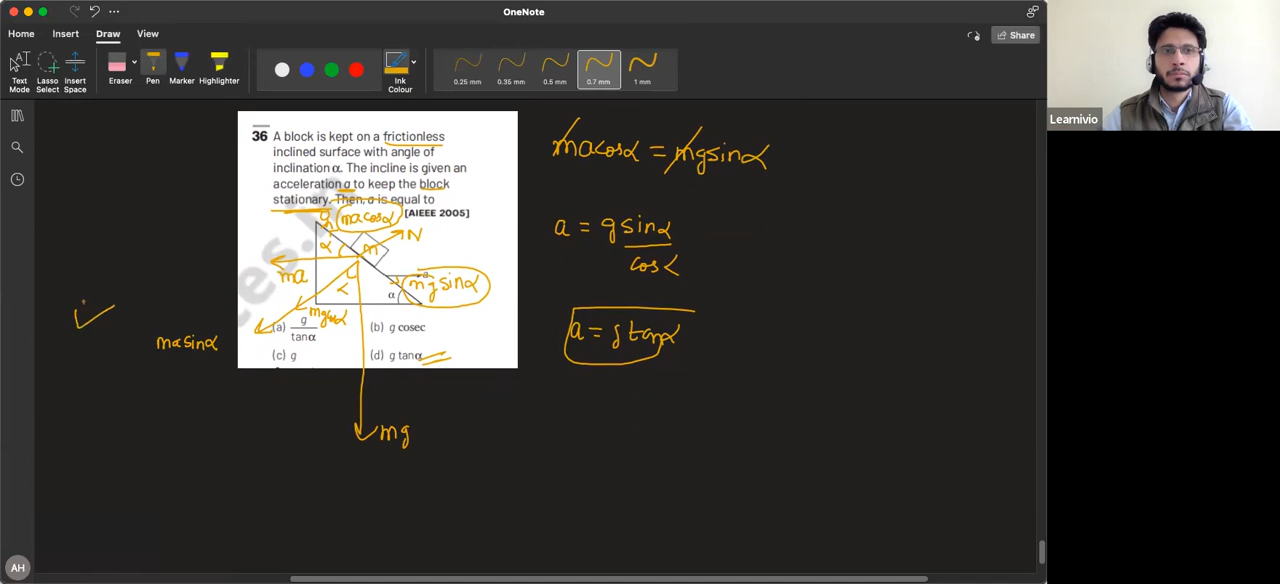 OneNote
Home
Insert
Draw
View
Share
Text Mode
Lasso Select
Insert Space
Eraser
Pen
Marker
Highlighter
Ink Colour
0.25 mm
0.35 mm
0.5 mm
0.7 mm
1 mm
Learnivio
36 A block is kept on a frictionless
inclined surface with angle of
inclination α. The incline is given an
acceleration a to keep the block
stationary. Then, a is equal to
[AIEEE 2005]
macosα
α
m
N
ma
mgsinα
α
α
mg
masinα
(a) g/tanα
(b) g cosec
(c) g
(d) g tanα
macosα = mgsinα
a = gsinα
cosα
a = g tanα
AH